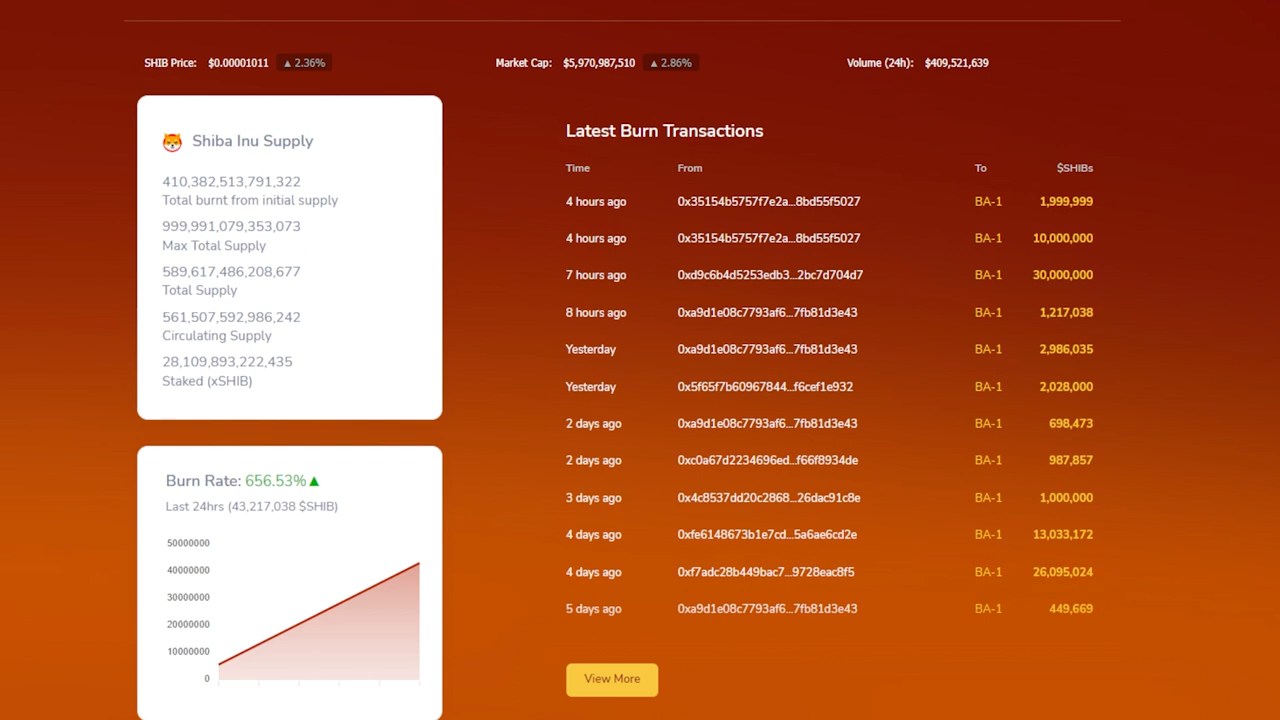 SHIB Price: $0.00001011 ▲ 2.36% Market Cap: $5,970,987,510 ▲ 2.86% Volume (24h): $409,521,639
Shiba Inu Supply
410,382,513,791,322
Total burnt from initial supply
999,991,079,353,073
Max Total Supply
589,617,486,208,677
Total Supply
561,507,592,986,242
Circulating Supply
28,109,893,222,435
Staked (xSHIB)
Burn Rate: 656.53%▲
Last 24hrs (43,217,038 $SHIB)
50000000
40000000
30000000
20000000
10000000
0
Latest Burn Transactions
Time From To $SHIBs
4 hours ago 0x35154b5757f7e2a...8bd55f5027 BA-1 1,999,999
4 hours ago 0x35154b5757f7e2a...8bd55f5027 BA-1 10,000,000
7 hours ago 0xd9c6b4d5253edb3...2bc7d704d7 BA-1 30,000,000
8 hours ago 0xa9d1e08c7793af6...7fb81d3e43 BA-1 1,217,038
Yesterday 0xa9d1e08c7793af6...7fb81d3e43 BA-1 2,986,035
Yesterday 0x5f65f7b60967844...f6cef1e932 BA-1 2,028,000
2 days ago 0xa9d1e08c7793af6...7fb81d3e43 BA-1 698,473
2 days ago 0xc0a67d2234696ed...f66f8934de BA-1 987,857
3 days ago 0x4c8537dd20c2868...26dac91c8e BA-1 1,000,000
4 days ago 0xfe6148673b1e7cd...5a6ae6cd2e BA-1 13,033,172
4 days ago 0xf7adc28b449bac7...9728eac8f5 BA-1 26,095,024
5 days ago 0xa9d1e08c7793af6...7fb81d3e43 BA-1 449,669
View More